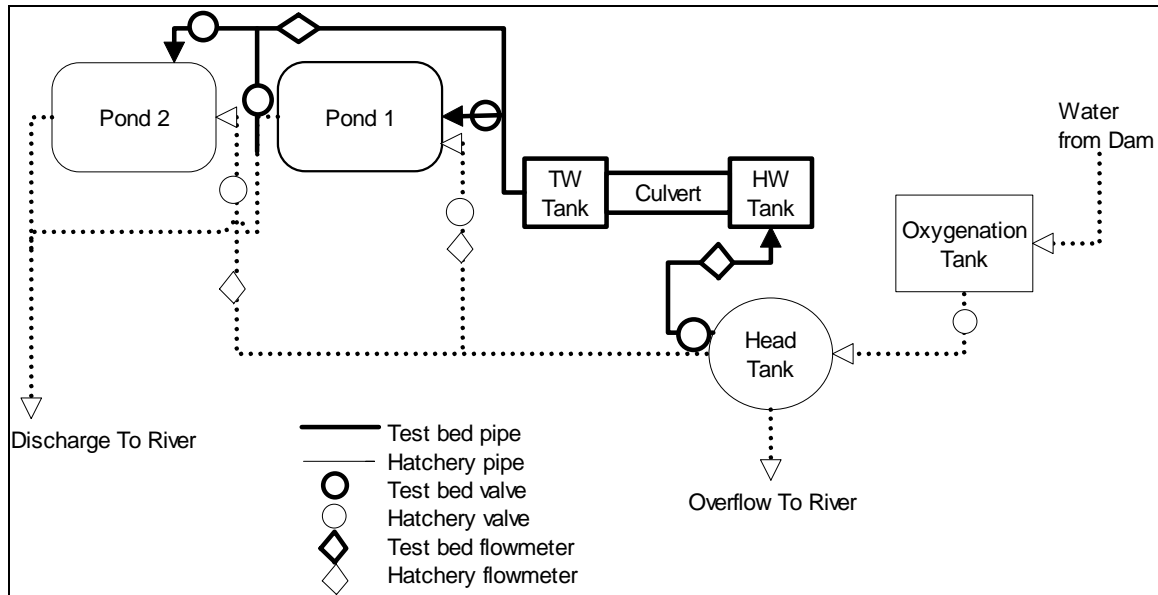 Pond 2
Pond 1
Water
from Dam
TW
Tank
Culvert
HW
Tank
Oxygenation
Tank
Head
Tank
Discharge To River
Overflow To River
Test bed pipe
Hatchery pipe
Test bed valve
Hatchery valve
Test bed flowmeter
Hatchery flowmeter